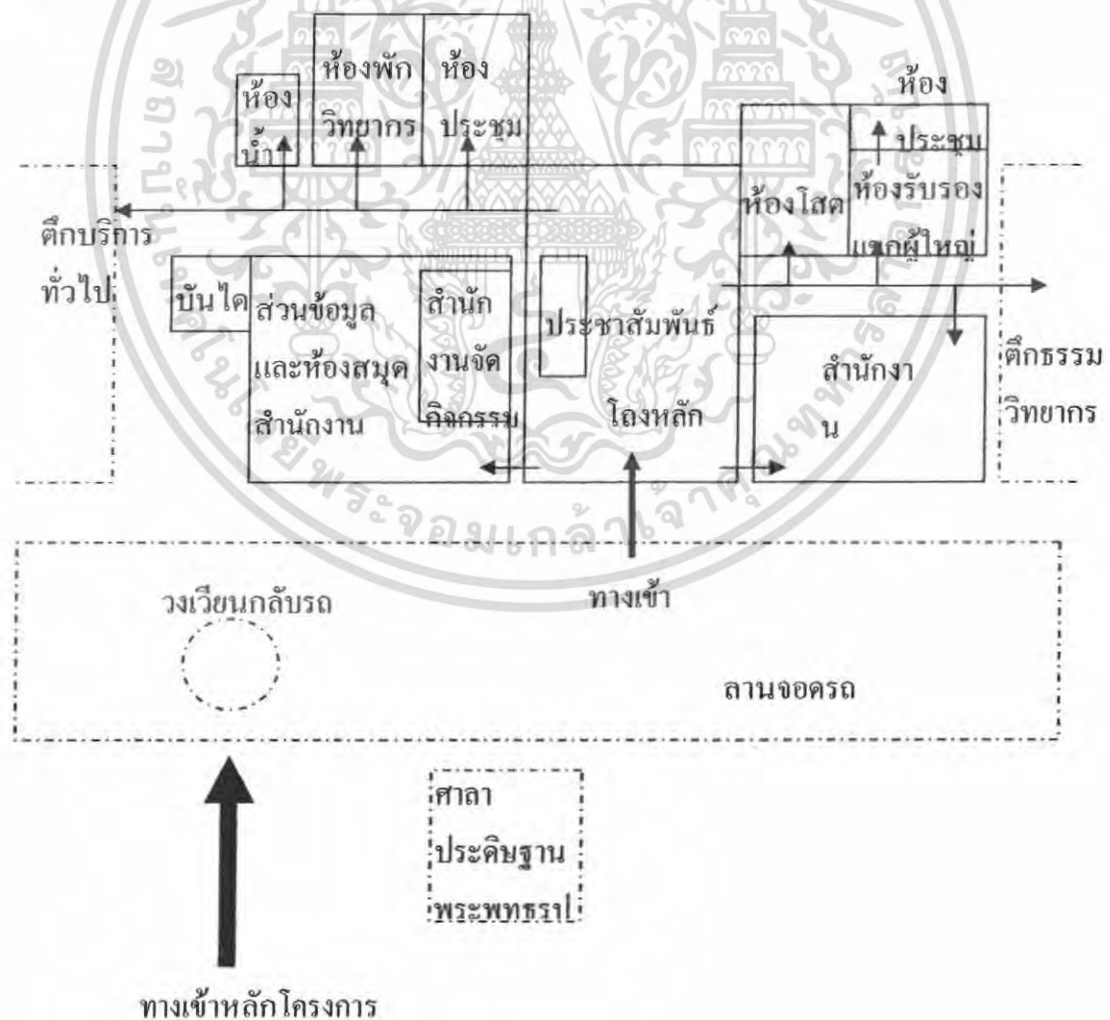 ห้องพัก
วิทยากร
ห้อง
ประชุม
ห้อง
น้ำ
ห้อง
ประชุม
ห้องโสต
ห้องรับรอง
แขกผู้ใหญ่
ตึกบริการ
ทั่วไป
บันได
ส่วนข้อมูล
และห้องสมุด
สำนักงาน
สำนัก
งานจัด
กิจกรรม
ประชาสัมพันธ์
โถงหลัก
สำนักงา
น
ตึกธรรม
วิทยากร
วงเวียนกลับรถ
ทางเข้า
ลานจอดรถ
ศาลา
ประดิษฐาน
พระพุทธรูป
ทางเข้าหลักโครงการ